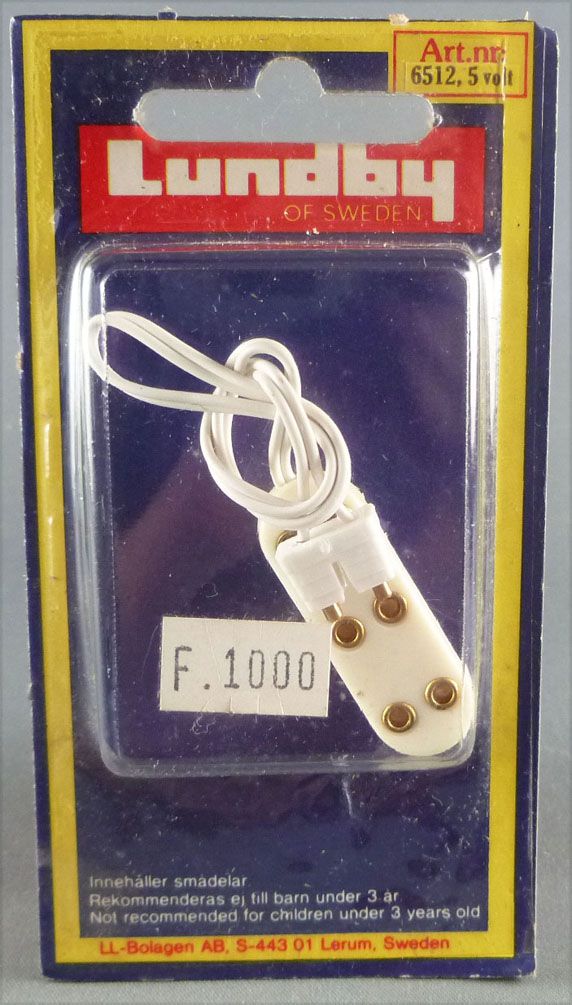 Art.nr.
6512, 5 volt
Lundby
OF SWEDEN
F.1000
Innehåller smådelar
Rekommenderas ej till barn under 3 år
Not recommended for children under 3 years old
LL-Bolagen AB, S-443 01 Lerum, Sweden